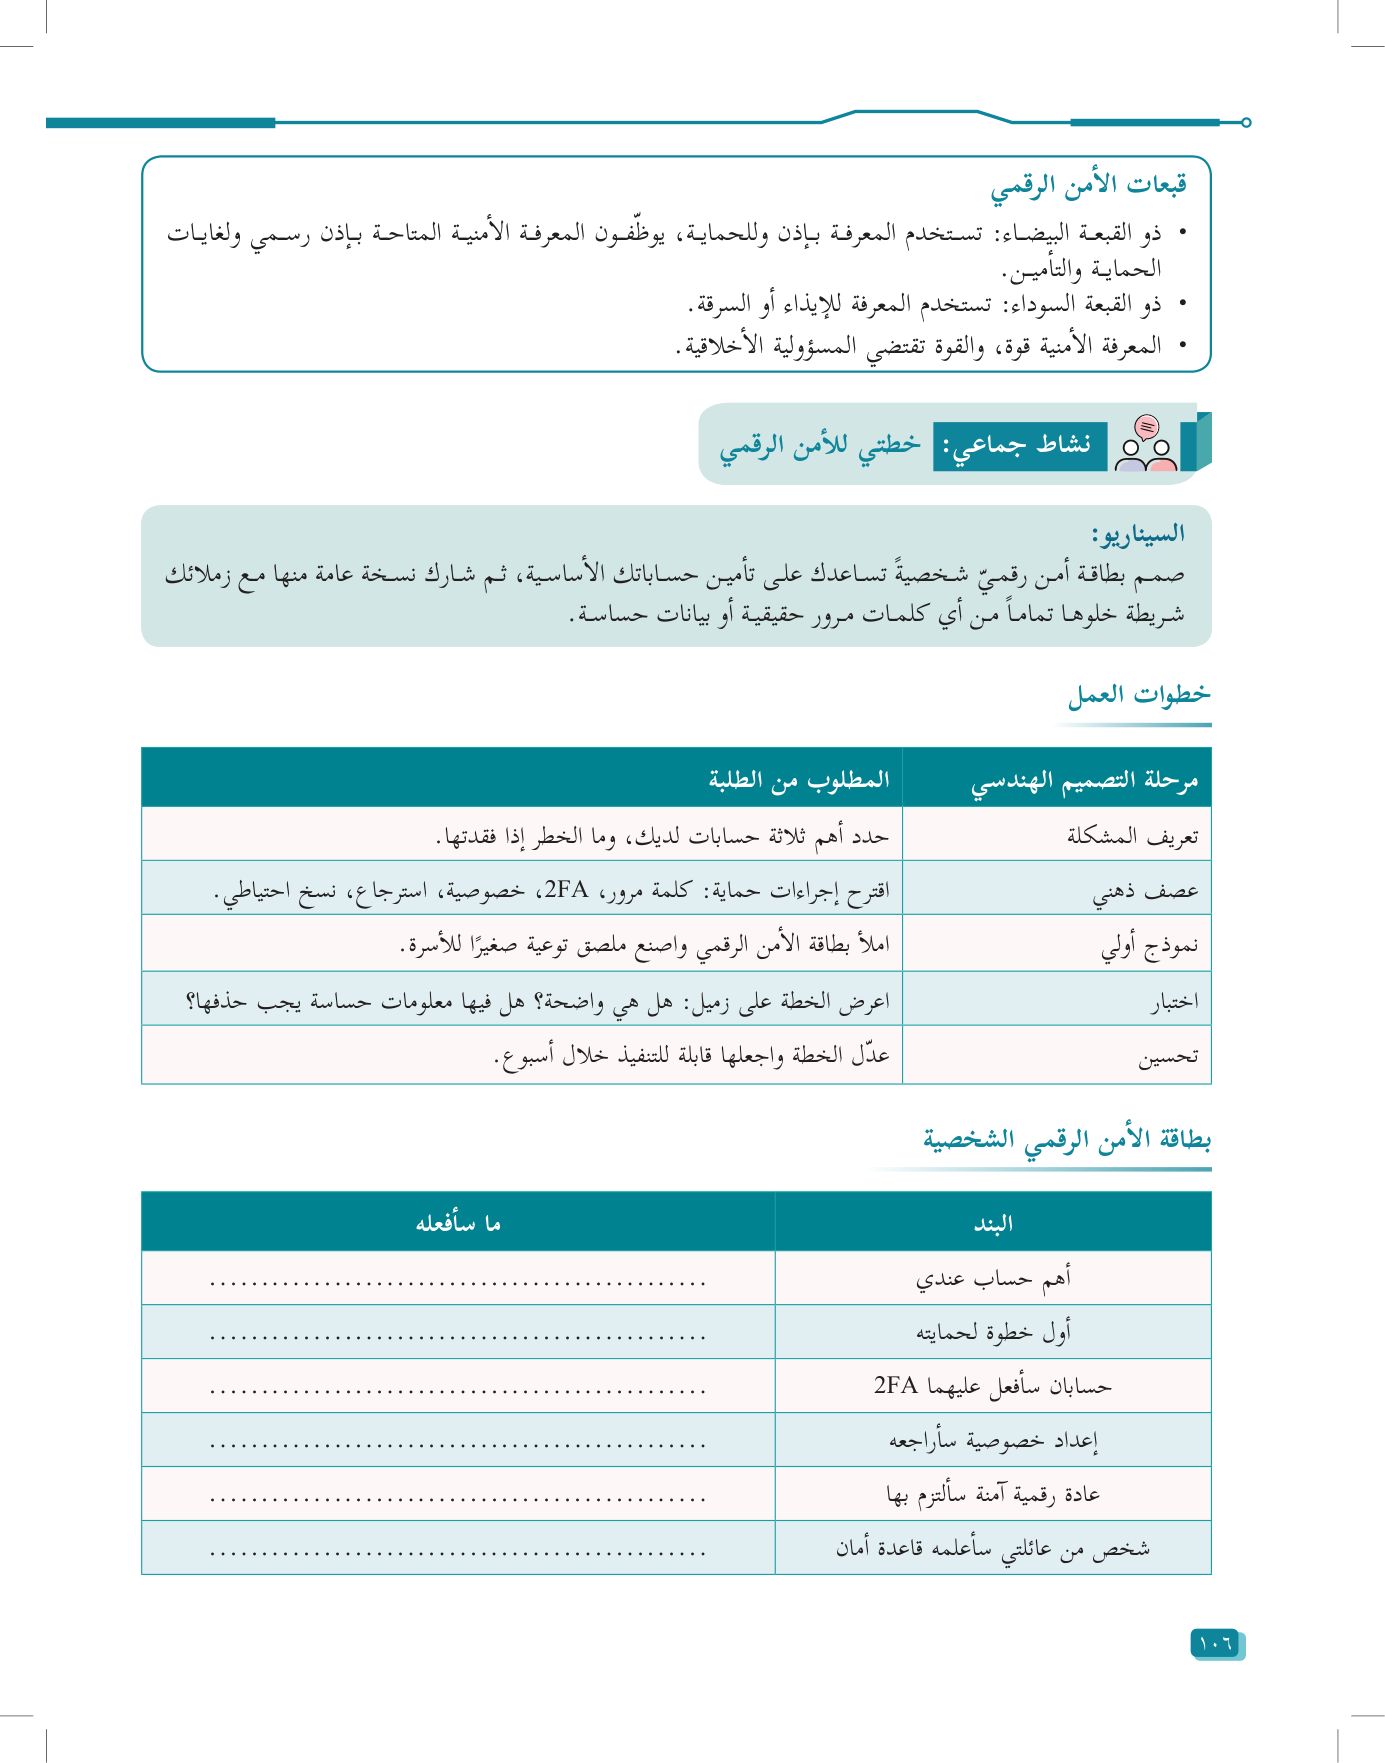 قبعات الأمن الرقمي
• ذو القبعة البيضاء: تستخدم المعرفة بإذن وللحماية، يوظّفون المعرفة الأمنية المتاحة بإذن رسمي ولغايات
الحماية والتأمين.
• ذو القبعة السوداء: تستخدم المعرفة للإيذاء أو السرقة.
• المعرفة الأمنية قوة، والقوة تقتضي المسؤولية الأخلاقية.
نشاط جماعي: خطتي للأمن الرقمي
السيناريو:
صمم بطاقة أمن رقميّ شخصيةً تساعدك على تأمين حساباتك الأساسية، ثم شارك نسخة عامة منها مع زملائك
شريطة خلوها تماماً من أي كلمات مرور حقيقية أو بيانات حساسة.
خطوات العمل
مرحلة التصميم الهندسي المطلوب من الطلبة
تعريف المشكلة حدد أهم ثلاثة حسابات لديك، وما الخطر إذا فقدتها.
عصف ذهني اقترح إجراءات حماية: كلمة مرور، 2FA، خصوصية، استرجاع، نسخ احتياطي.
نموذج أولي املأ بطاقة الأمن الرقمي واصنع ملصق توعية صغيرًا للأسرة.
اختبار اعرض الخطة على زميل: هل هي واضحة؟ هل فيها معلومات حساسة يجب حذفها؟
تحسين عدّل الخطة واجعلها قابلة للتنفيذ خلال أسبوع.
بطاقة الأمن الرقمي الشخصية
البند ما سأفعله
أهم حساب عندي ................................................
أول خطوة لحمايته ................................................
حسابان سأفعل عليهما 2FA ................................................
إعداد خصوصية سأراجعه ................................................
عادة رقمية آمنة سألتزم بها ................................................
شخص من عائلتي سأعلمه قاعدة أمان ................................................
١٠٦